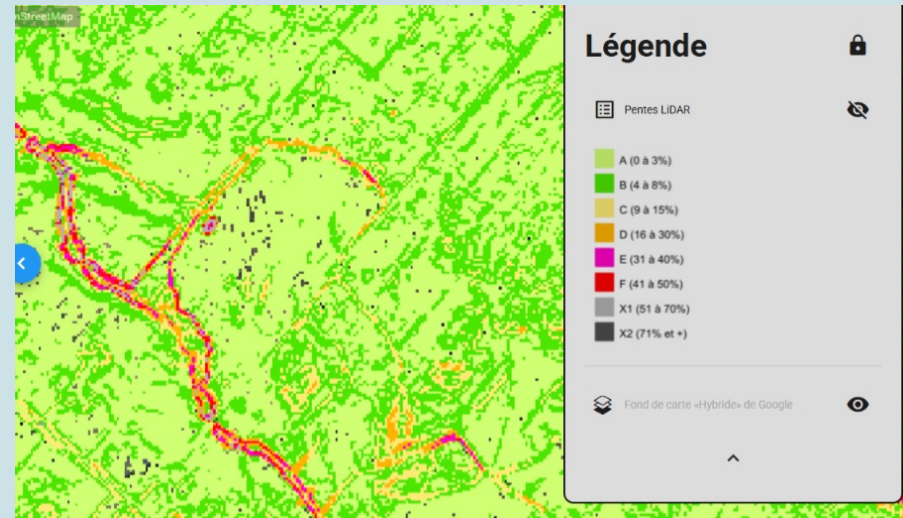 nStreetMap
Légende
Pentes LiDAR
A (0 à 3%)
B (4 à 8%)
C (9 à 15%)
D (16 à 30%)
E (31 à 40%)
F (41 à 50%)
X1 (51 à 70%)
X2 (71% et +)
Fond de carte «Hybride» de Google